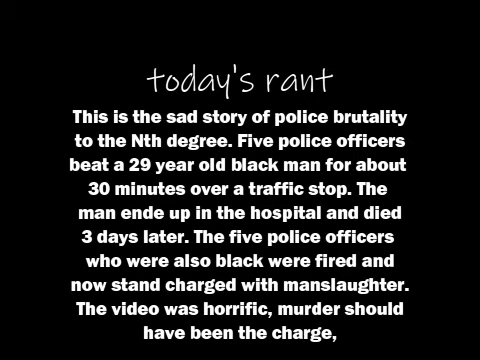 today's rant
This is the sad story of police brutality
to the Nth degree. Five police officers
beat a 29 year old black man for about
30 minutes over a traffic stop. The
man ende up in the hospital and died
3 days later. The five police officers
who were also black were fired and
now stand charged with manslaughter.
The video was horrific, murder should
have been the charge,